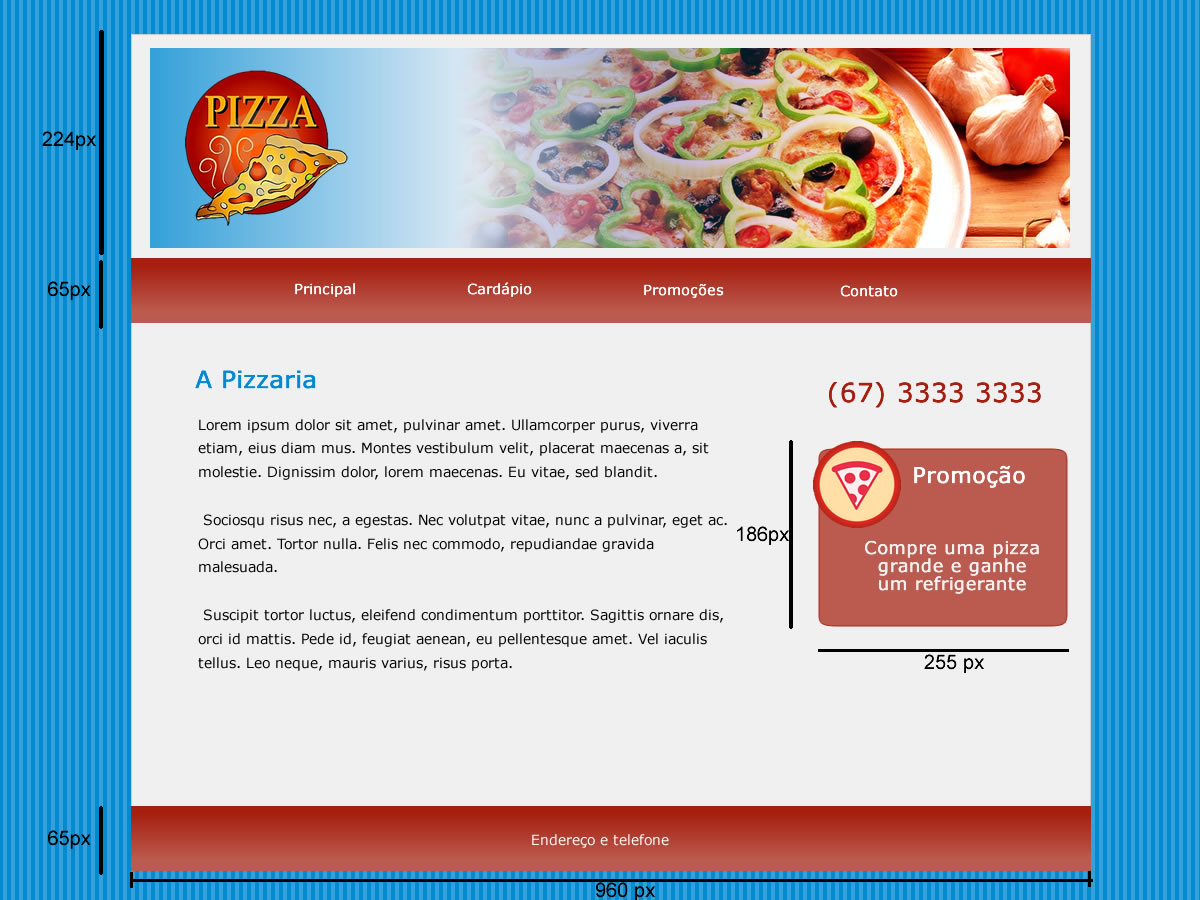 224px
PIZZA
65px
Principal Cardápio Promoções Contato
A Pizzaria
(67) 3333 3333
Lorem ipsum dolor sit amet, pulvinar amet. Ullamcorper purus, viverra
etiam, eius diam mus. Montes vestibulum velit, placerat maecenas a, sit
molestie. Dignissim dolor, lorem maecenas. Eu vitae, sed blandit.
Sociosqu risus nec, a egestas. Nec volutpat vitae, nunc a pulvinar, eget ac.
Orci amet. Tortor nulla. Felis nec commodo, repudiandae gravida
malesuada.
Suscipit tortor luctus, eleifend condimentum porttitor. Sagittis ornare dis,
orci id mattis. Pede id, feugiat aenean, eu pellentesque amet. Vel iaculis
tellus. Leo neque, mauris varius, risus porta.
186px
Promoção
Compre uma pizza
grande e ganhe
um refrigerante
255 px
65px
Endereço e telefone
960 px